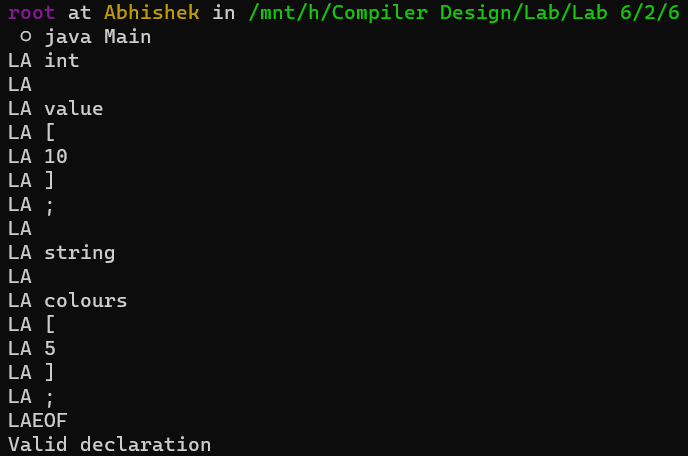 root at Abhishek in /mnt/h/Compiler Design/Lab/Lab 6/2/6
○ java Main
LA int
LA
LA value
LA [
LA 10
LA ]
LA ;
LA
LA string
LA
LA colours
LA [
LA 5
LA ]
LA ;
LAEOF
Valid declaration